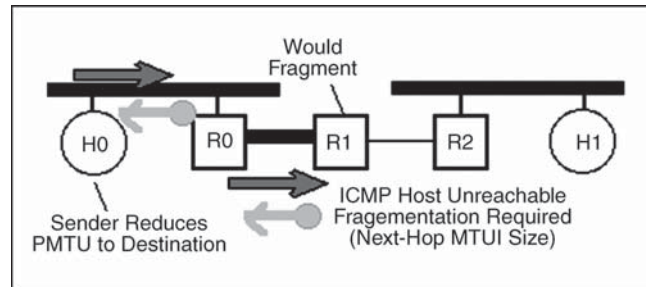 Would
Fragment
H0
R0
R1
R2
H1
Sender Reduces
PMTU to Destination
ICMP Host Unreachable
Fragementation Required
(Next-Hop MTUI Size)